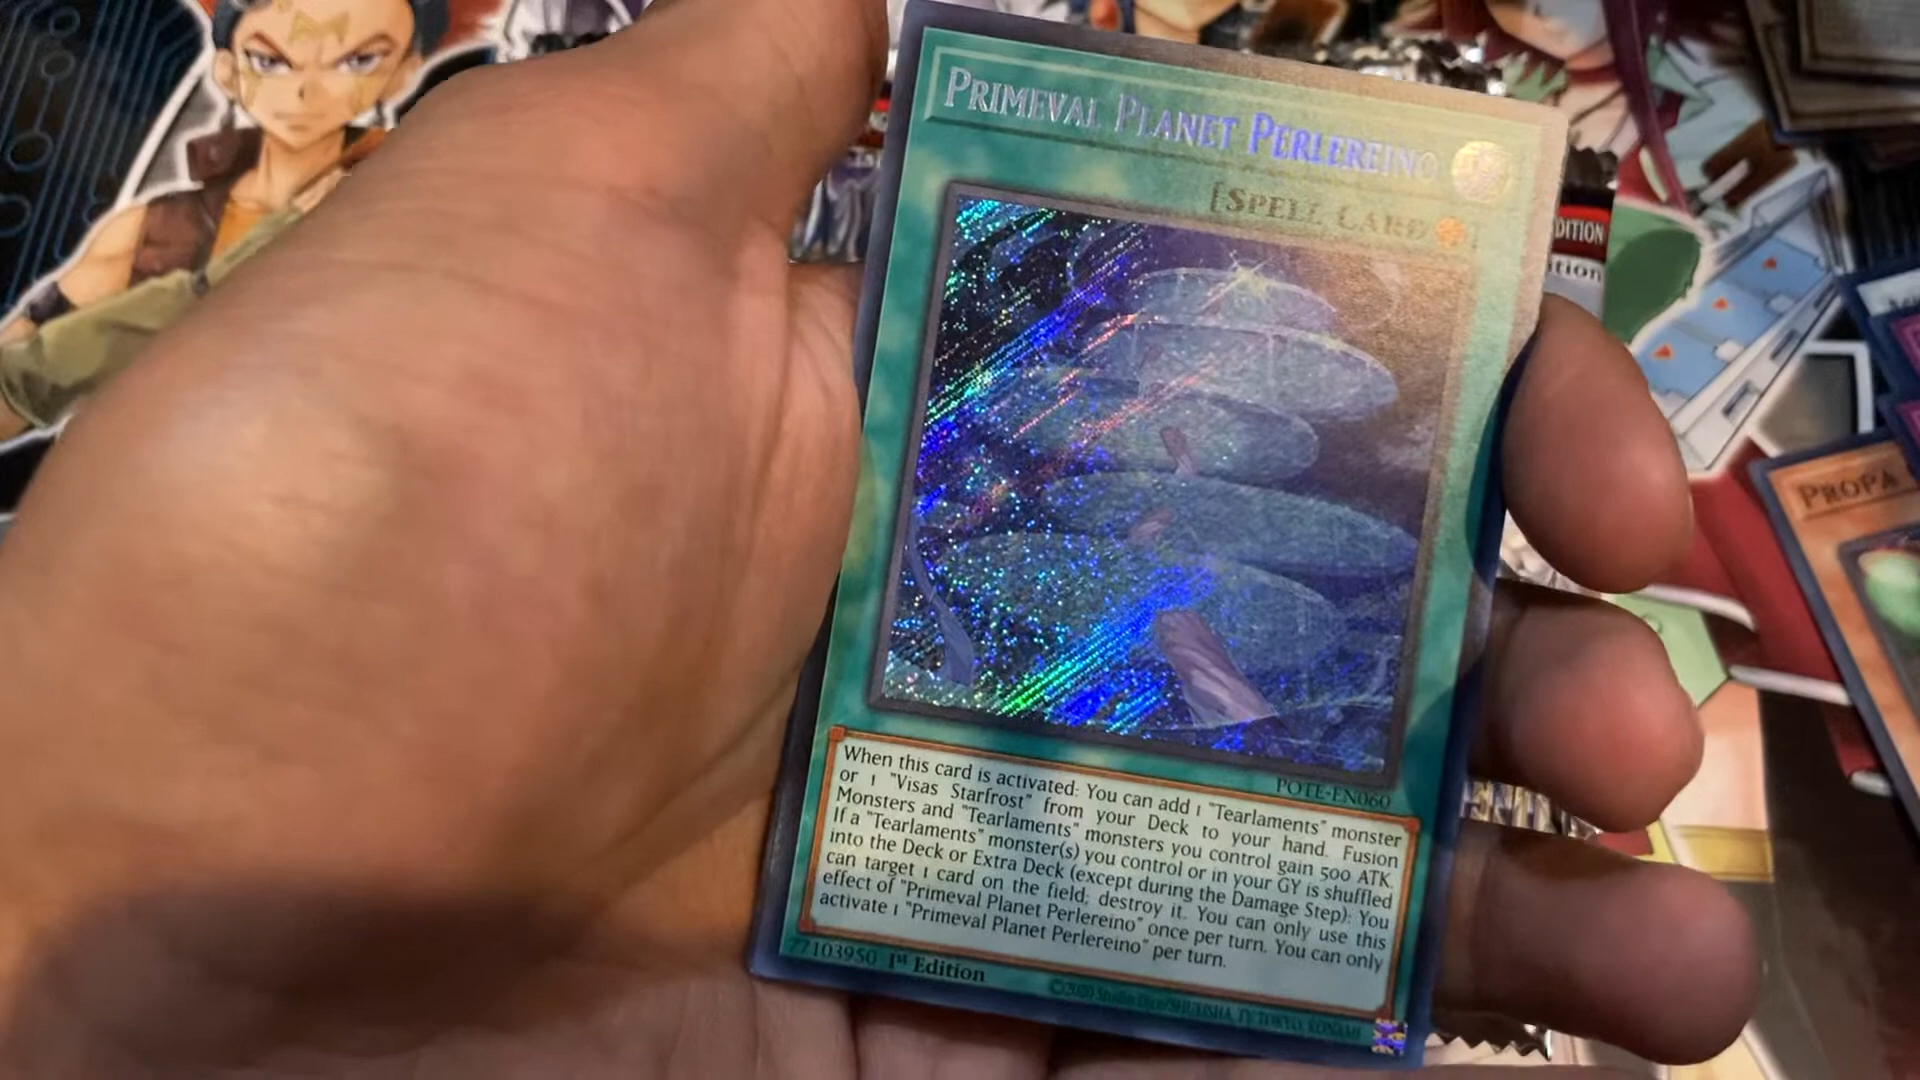 PRIMEVAL PLANET PERLEREINO
[SPELL CARD
POTE-EN060
When this card is activated: You can add 1 "Tearlaments" monster
or 1 "Visas Starfrost" from your Deck to your hand. Fusion
Monsters and "Tearlaments" monsters you control gain 500 ATK.
If a "Tearlaments" monster(s) you control or in your GY is shuffled
into the Deck or Extra Deck (except during the Damage Step): You
can target 1 card on the field; destroy it. You can only use this
effect of "Primeval Planet Perlereino" once per turn. You can only
activate 1 "Primeval Planet Perlereino" per turn.
77103950 1st Edition
©2020 Studio Dice/SHUEISHA, TV TOKYO, KONAMI
DITION
ition
PROPA